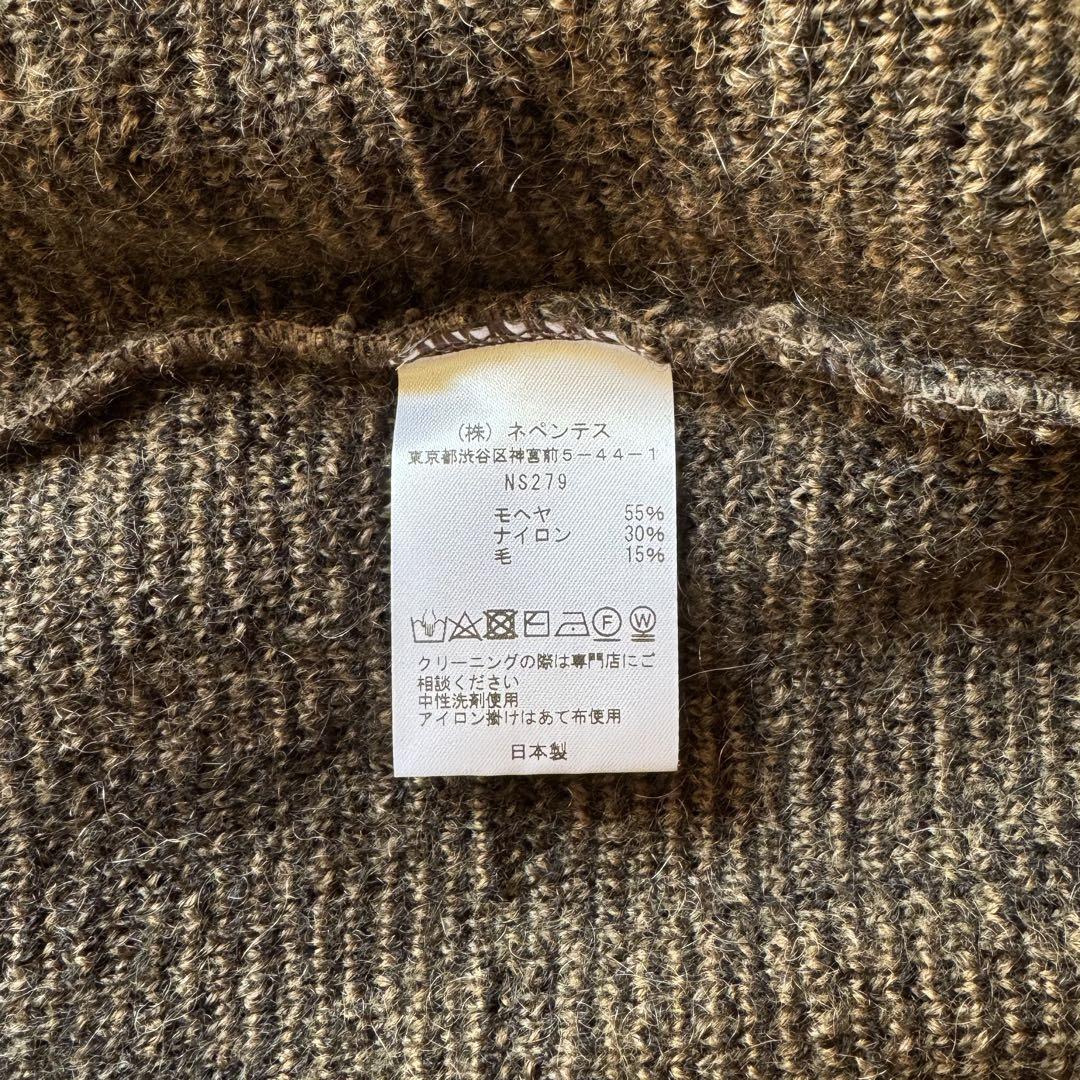 (株) ネペンテス
東京都渋谷区神宮前5-44-1
NS279
モヘヤ 55%
ナイロン 30%
毛 15%
F W
クリーニングの際は専門店にご
相談ください
中性洗剤使用
アイロン掛けはあて布使用
日本製